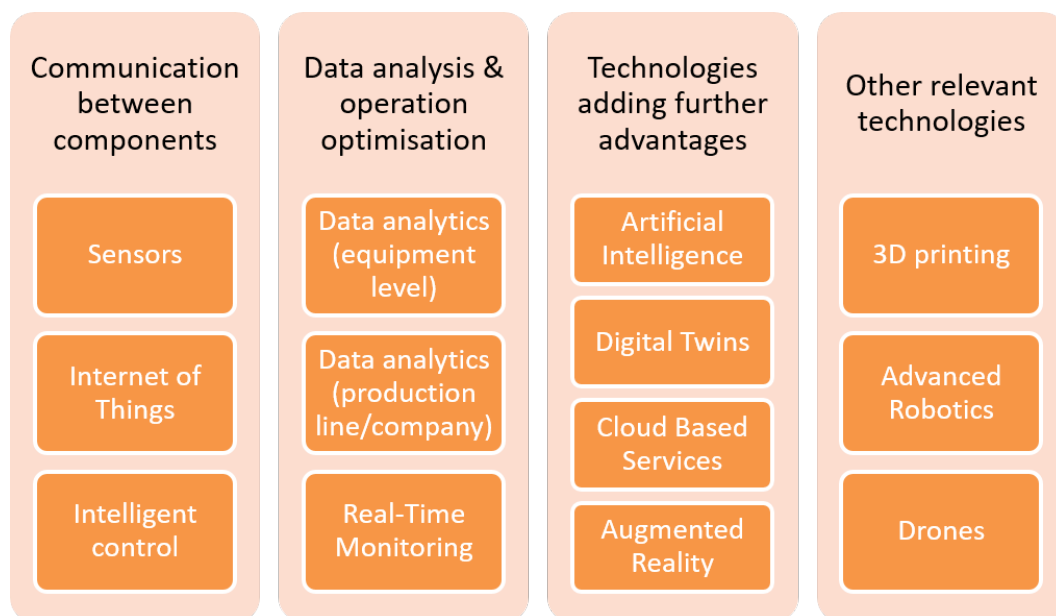 Communication
between
components
Sensors
Internet of
Things
Intelligent
control
Data analysis &
operation
optimisation
Data analytics
(equipment
level)
Data analytics
(production
line/company)
Real-Time
Monitoring
Technologies
adding further
advantages
Artificial
Intelligence
Digital Twins
Cloud Based
Services
Augmented
Reality
Other relevant
technologies
3D printing
Advanced
Robotics
Drones